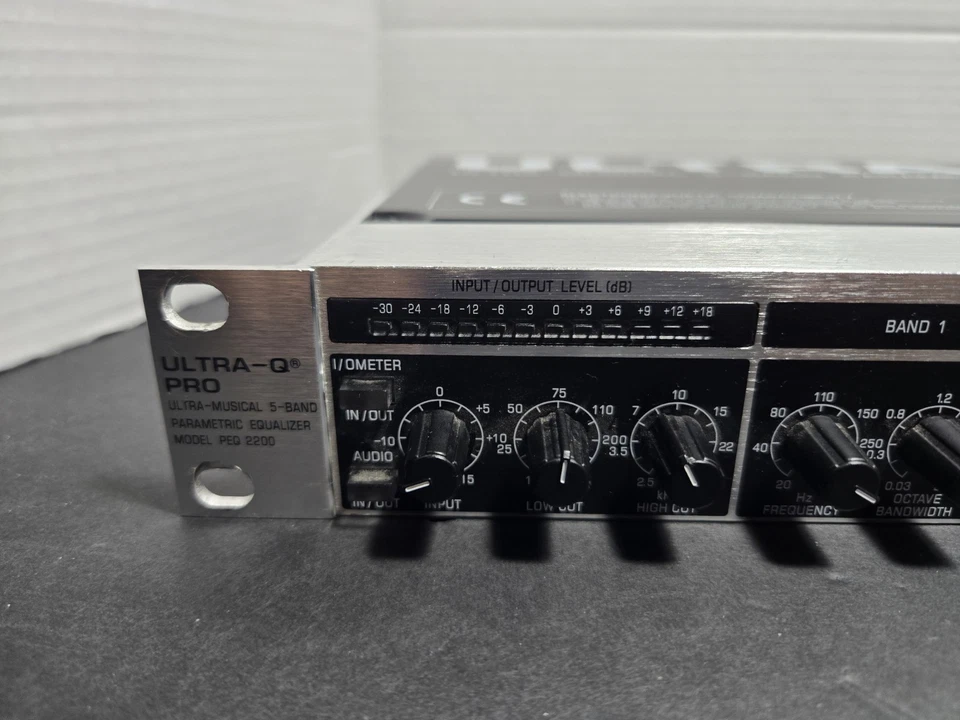 CE
INPUT/OUTPUT LEVEL (dB)
-30 -24 -18 -12 -6 -3 0 +3 +6 +9 +12 +18
BAND 1
ULTRA-Q®
PRO
ULTRA-MUSICAL 5-BAND
PARAMETRIC EQUALIZER
MODEL PEQ 2200
I/OMETER
IN/OUT
AUDIO
IN/OUT
0
+5
-10
+10
15
INPUT
75
50
110
25
200
1
LOW CUT
10
7
15
3.5
22
2.5
HIGH CUT
110
80
150
40
250
20
Hz
FREQUENCY
1.2
0.8
0.3
0.03
OCTAVE
BANDWIDTH